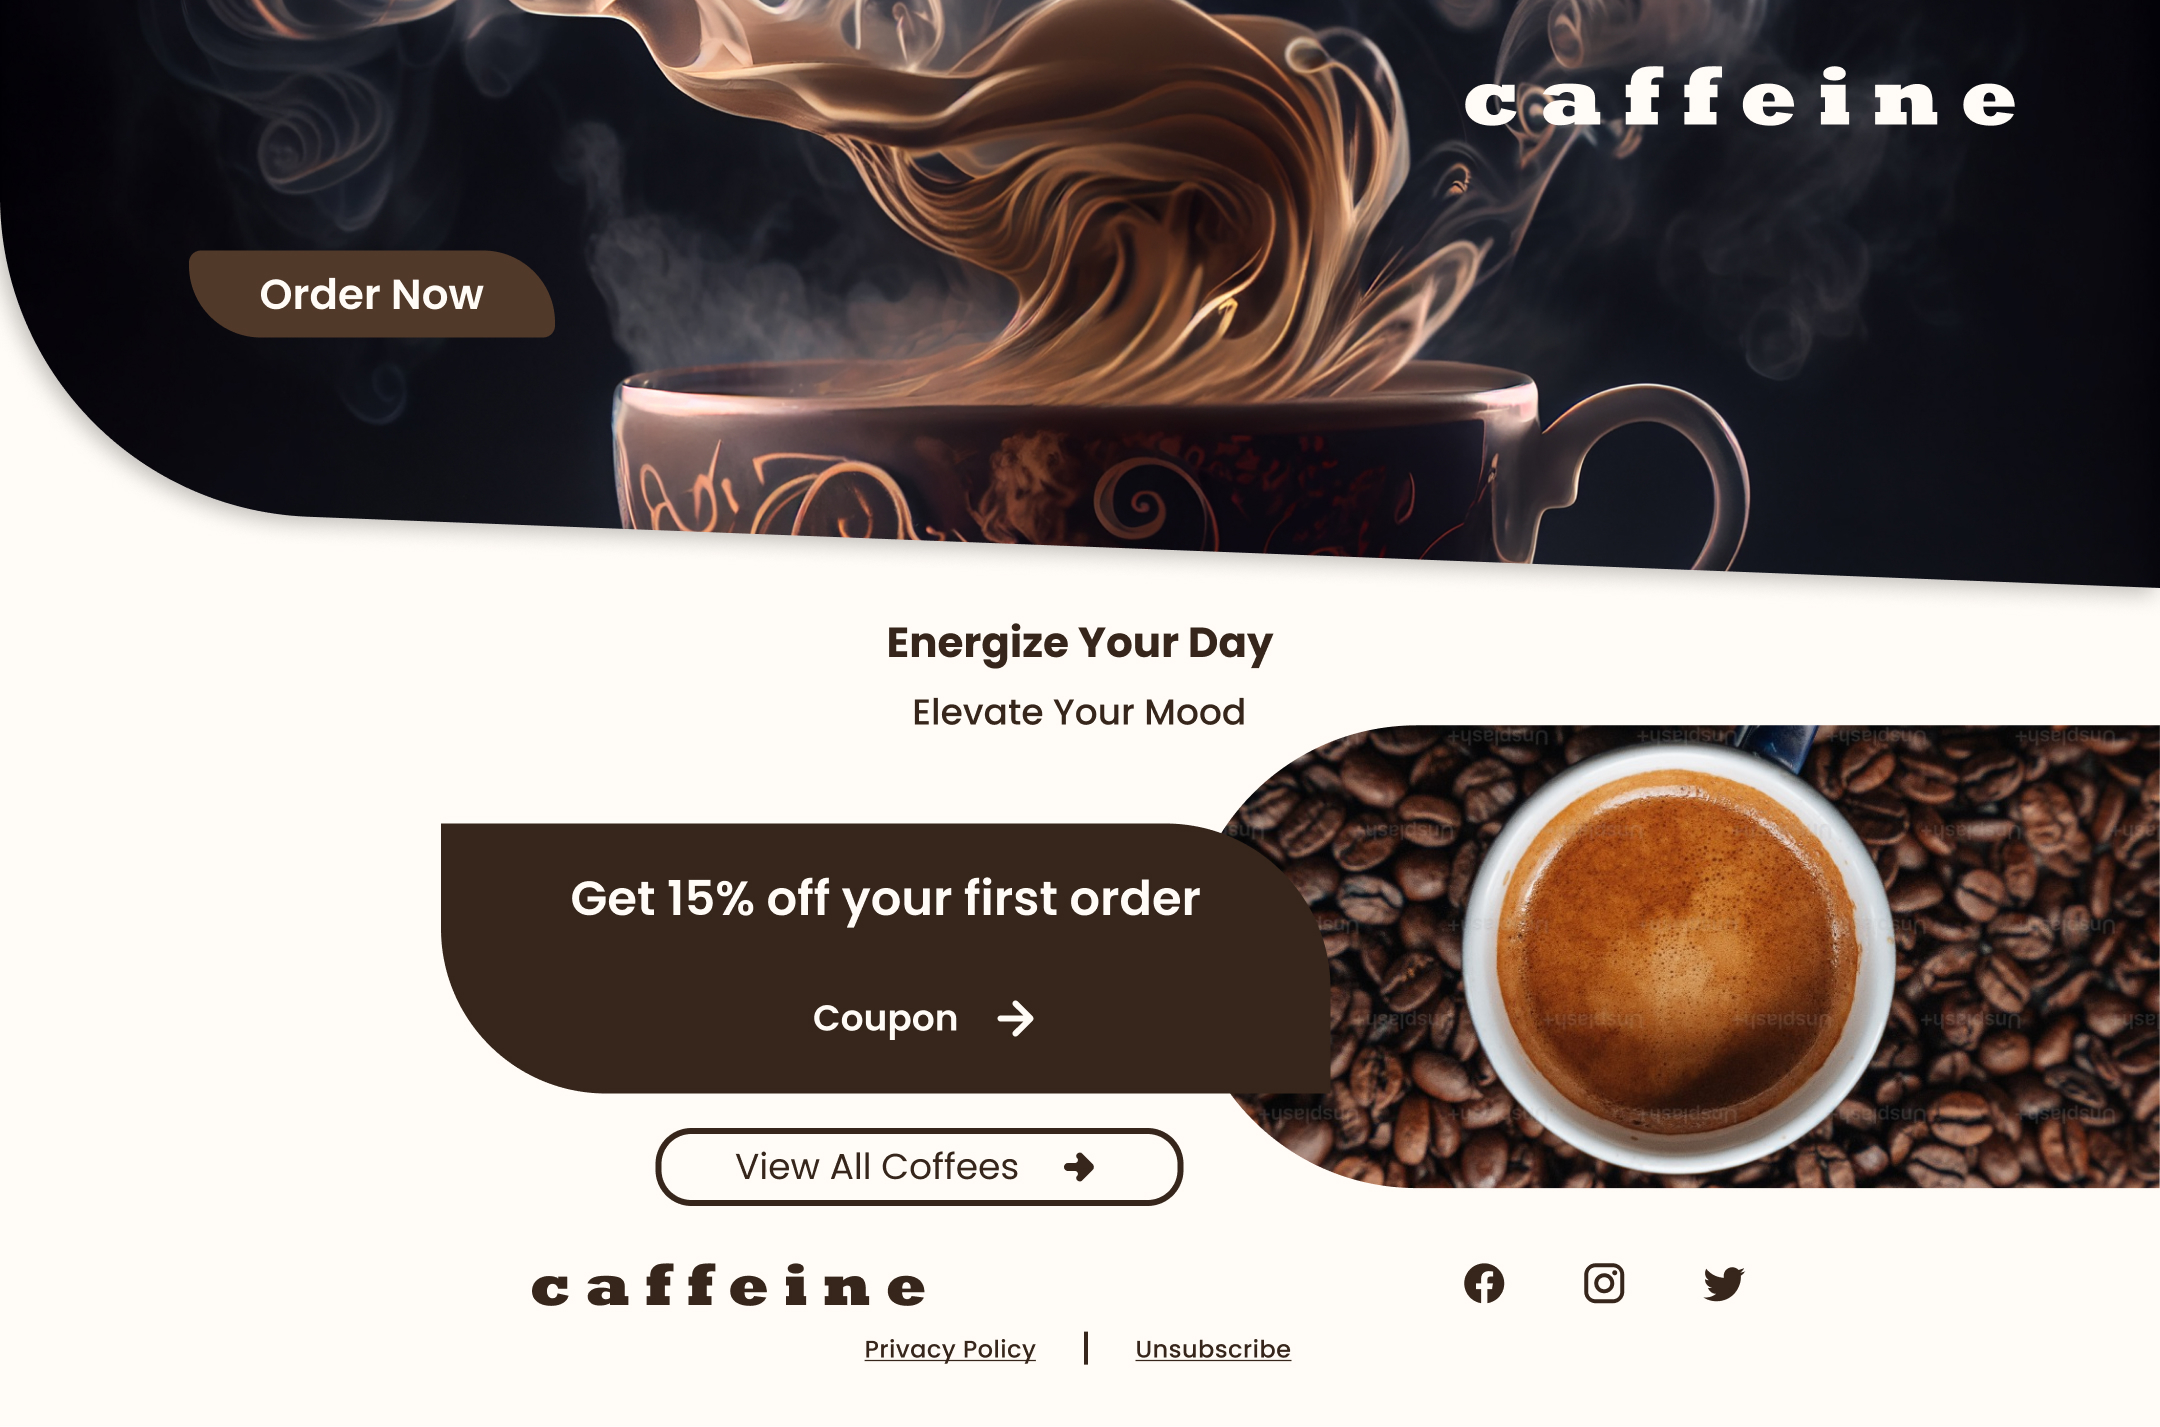 caffeine
Order Now
Energize Your Day
Elevate Your Mood
Get 15% off your first order
Coupon
View All Coffees
caffeine
Privacy Policy | Unsubscribe
Unsplash+